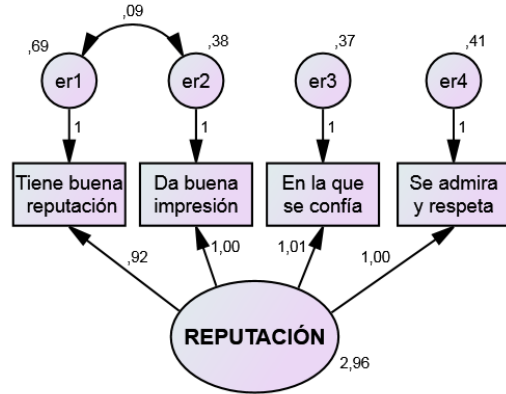 ,09
,69
,38
,37
,41
er1
er2
er3
er4
1
1
1
1
Tiene buena
reputación
Da buena
impresión
En la que
se confía
Se admira
y respeta
,92
1,00
1,01
1,00
REPUTACIÓN
2,96